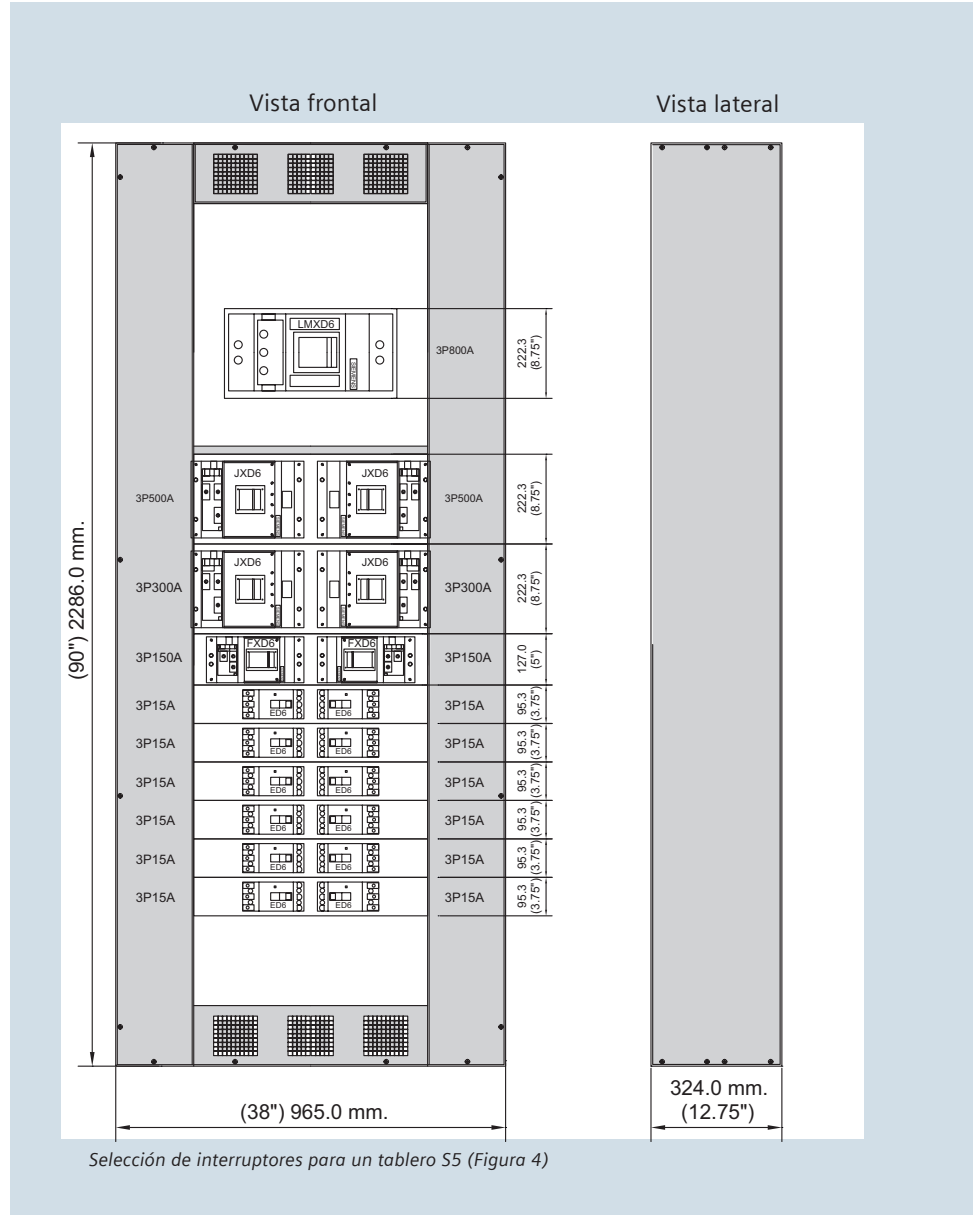 Vista frontal
Vista lateral
LMXD6
SIEMENS
3P800A
222.3
(8.75")
JXD6
JXD6
3P500A
3P500A
222.3
(8.75")
JXD6
JXD6
3P300A
3P300A
222.3
(8.75")
FXD6
FXD6
3P150A
3P150A
127.0
(5")
3P15A
ED6
ED6
3P15A
95.3
(3.75")
3P15A
ED6
ED6
3P15A
95.3
(3.75")
3P15A
ED6
ED6
3P15A
95.3
(3.75")
3P15A
ED6
ED6
3P15A
95.3
(3.75")
3P15A
ED6
ED6
3P15A
95.3
(3.75")
3P15A
ED6
ED6
3P15A
95.3
(3.75")
(90") 2286.0 mm.
(38") 965.0 mm.
324.0 mm.
(12.75")
Selección de interruptores para un tablero S5 (Figura 4)